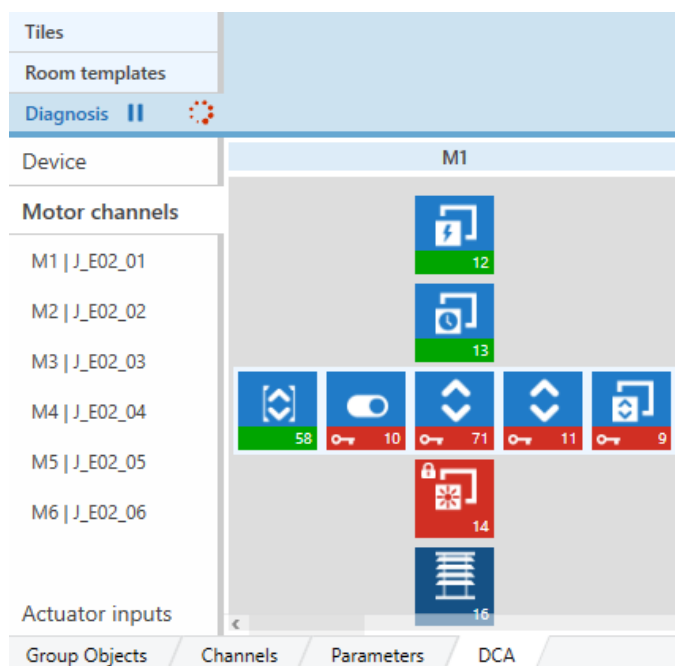 Tiles
Room templates
Diagnosis
Device
M1
Motor channels
M1 | J_E02_01
12
M2 | J_E02_02
13
M3 | J_E02_03
M4 | J_E02_04
58 10 71 11 9
M5 | J_E02_05
M6 | J_E02_06
14
Actuator inputs
16
Group Objects Channels Parameters DCA